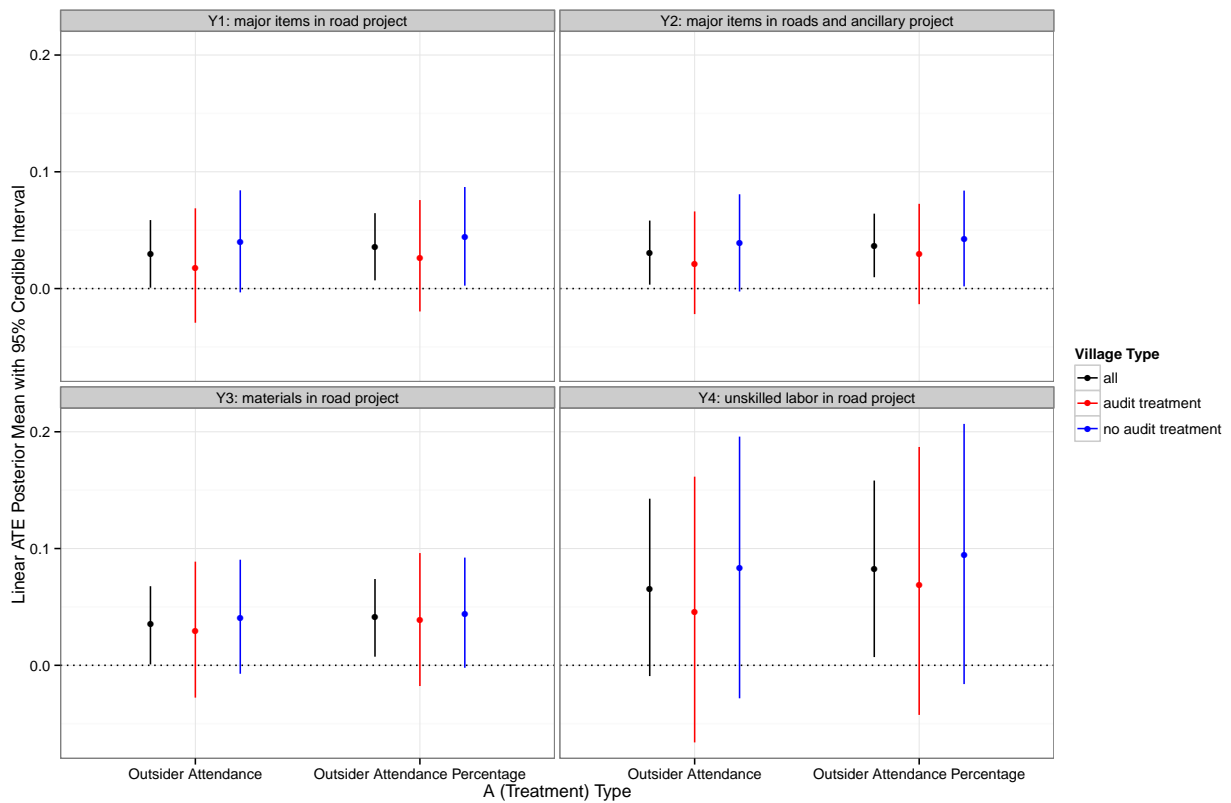 Y1: major items in road project
Y2: major items in roads and ancillary project
0.2
0.1
0.0
Y3: materials in road project
Y4: unskilled labor in road project
0.2
0.1
0.0
Linear ATE Posterior Mean with 95% Credible Interval
Outsider Attendance
Outsider Attendance Percentage
Outsider Attendance
Outsider Attendance Percentage
A (Treatment) Type
Village Type
all
audit treatment
no audit treatment